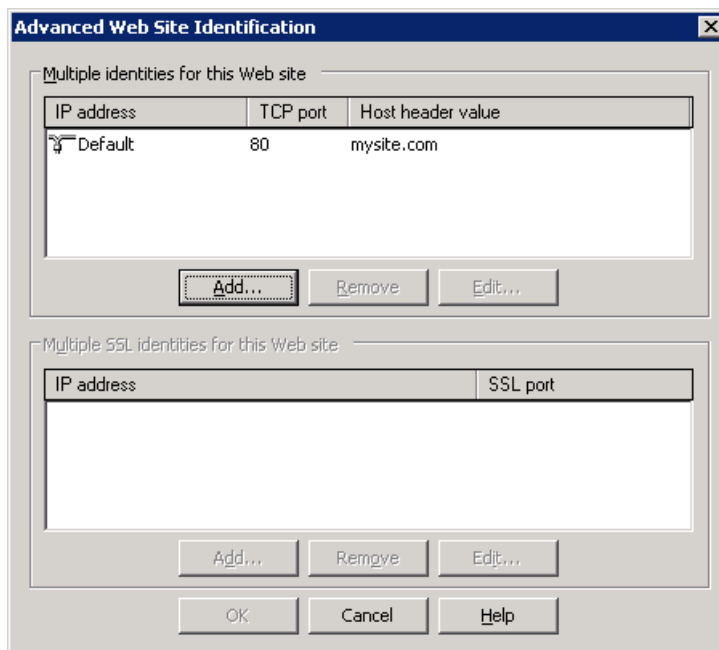 Advanced Web Site Identification
Multiple identities for this Web site
IP address TCP port Host header value
Default 80 mysite.com
Add... Remove Edit...
Multiple SSL identities for this Web site
IP address SSL port
Add... Remove Edit...
OK Cancel Help